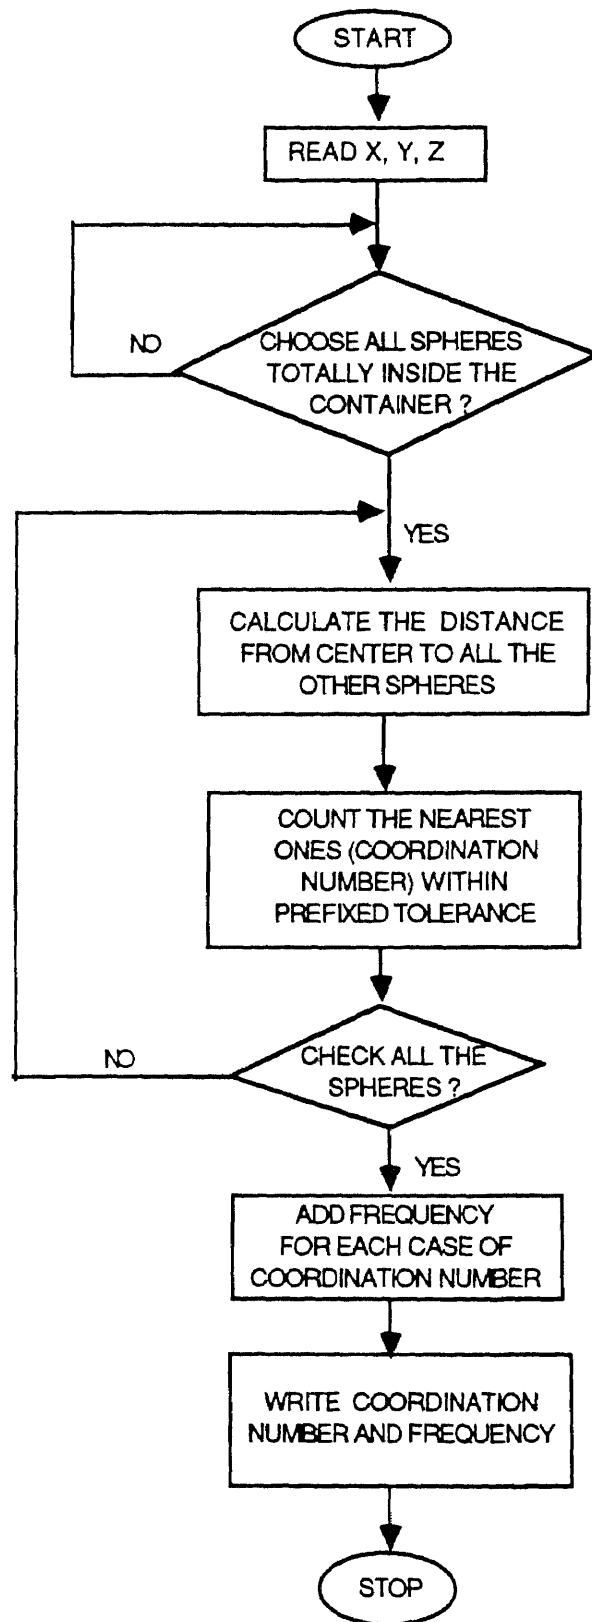 START
READ X, Y, Z
NO
CHOOSE ALL SPHERES
TOTALLY INSIDE THE
CONTAINER ?
YES
CALCULATE THE DISTANCE
FROM CENTER TO ALL THE
OTHER SPHERES
COUNT THE NEAREST
ONES (COORDINATION
NUMBER) WITHIN
PREFIXED TOLERANCE
NO
CHECK ALL THE
SPHERES ?
YES
ADD FREQUENCY
FOR EACH CASE OF
COORDINATION NUMBER
WRITE COORDINATION
NUMBER AND FREQUENCY
STOP